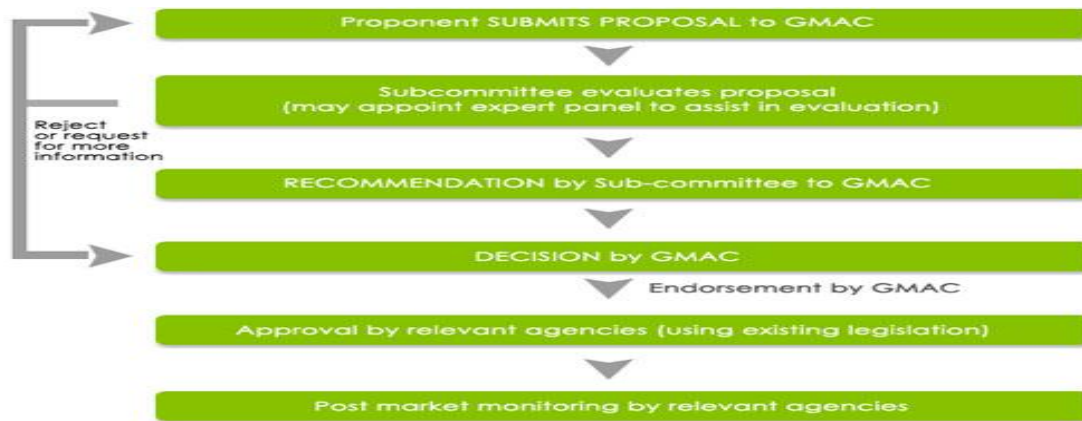 Proponent SUBMITS PROPOSAL to GMAC
Subcommittee evaluates proposal
(may appoint expert panel to assist in evaluation)
Reject
or request
for more
information
RECOMMENDATION by Sub-committee to GMAC
DECISION by GMAC
Endorsement by GMAC
Approval by relevant agencies (using existing legislation)
Post market monitoring by relevant agencies